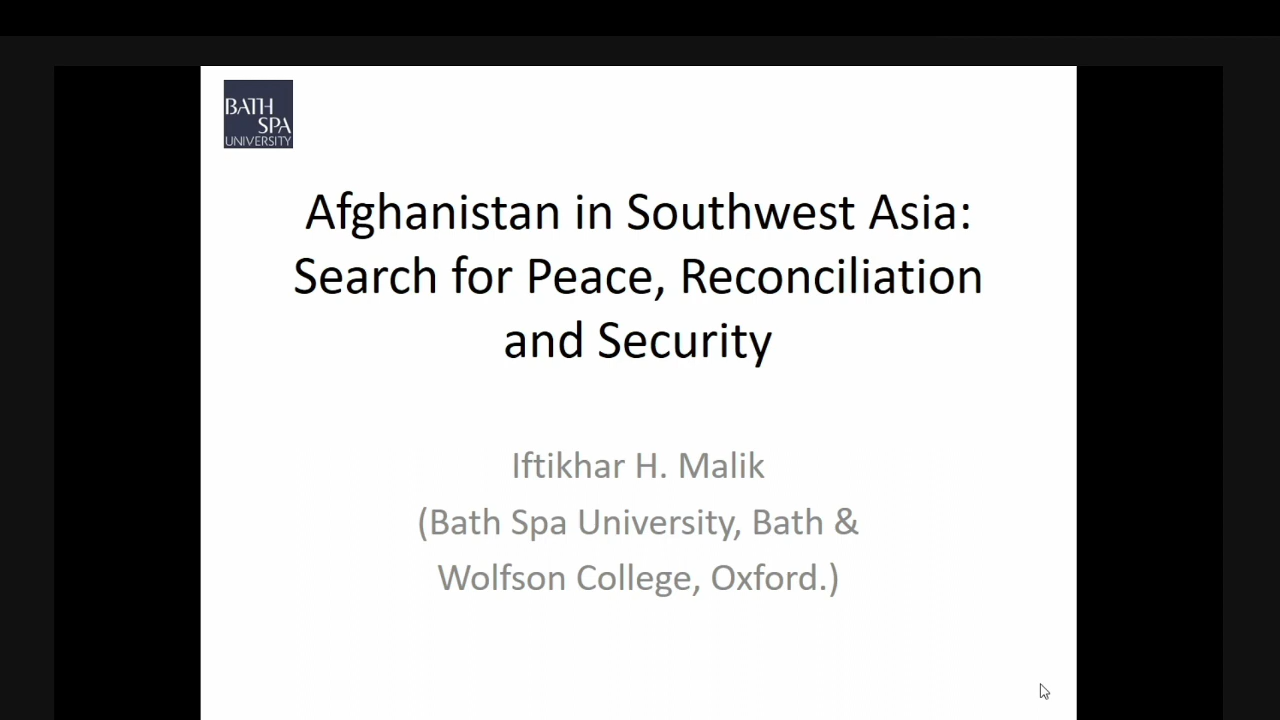 BATH
SPA
UNIVERSITY
Afghanistan in Southwest Asia:
Search for Peace, Reconciliation
and Security
Iftikhar H. Malik
(Bath Spa University, Bath &
Wolfson College, Oxford.)